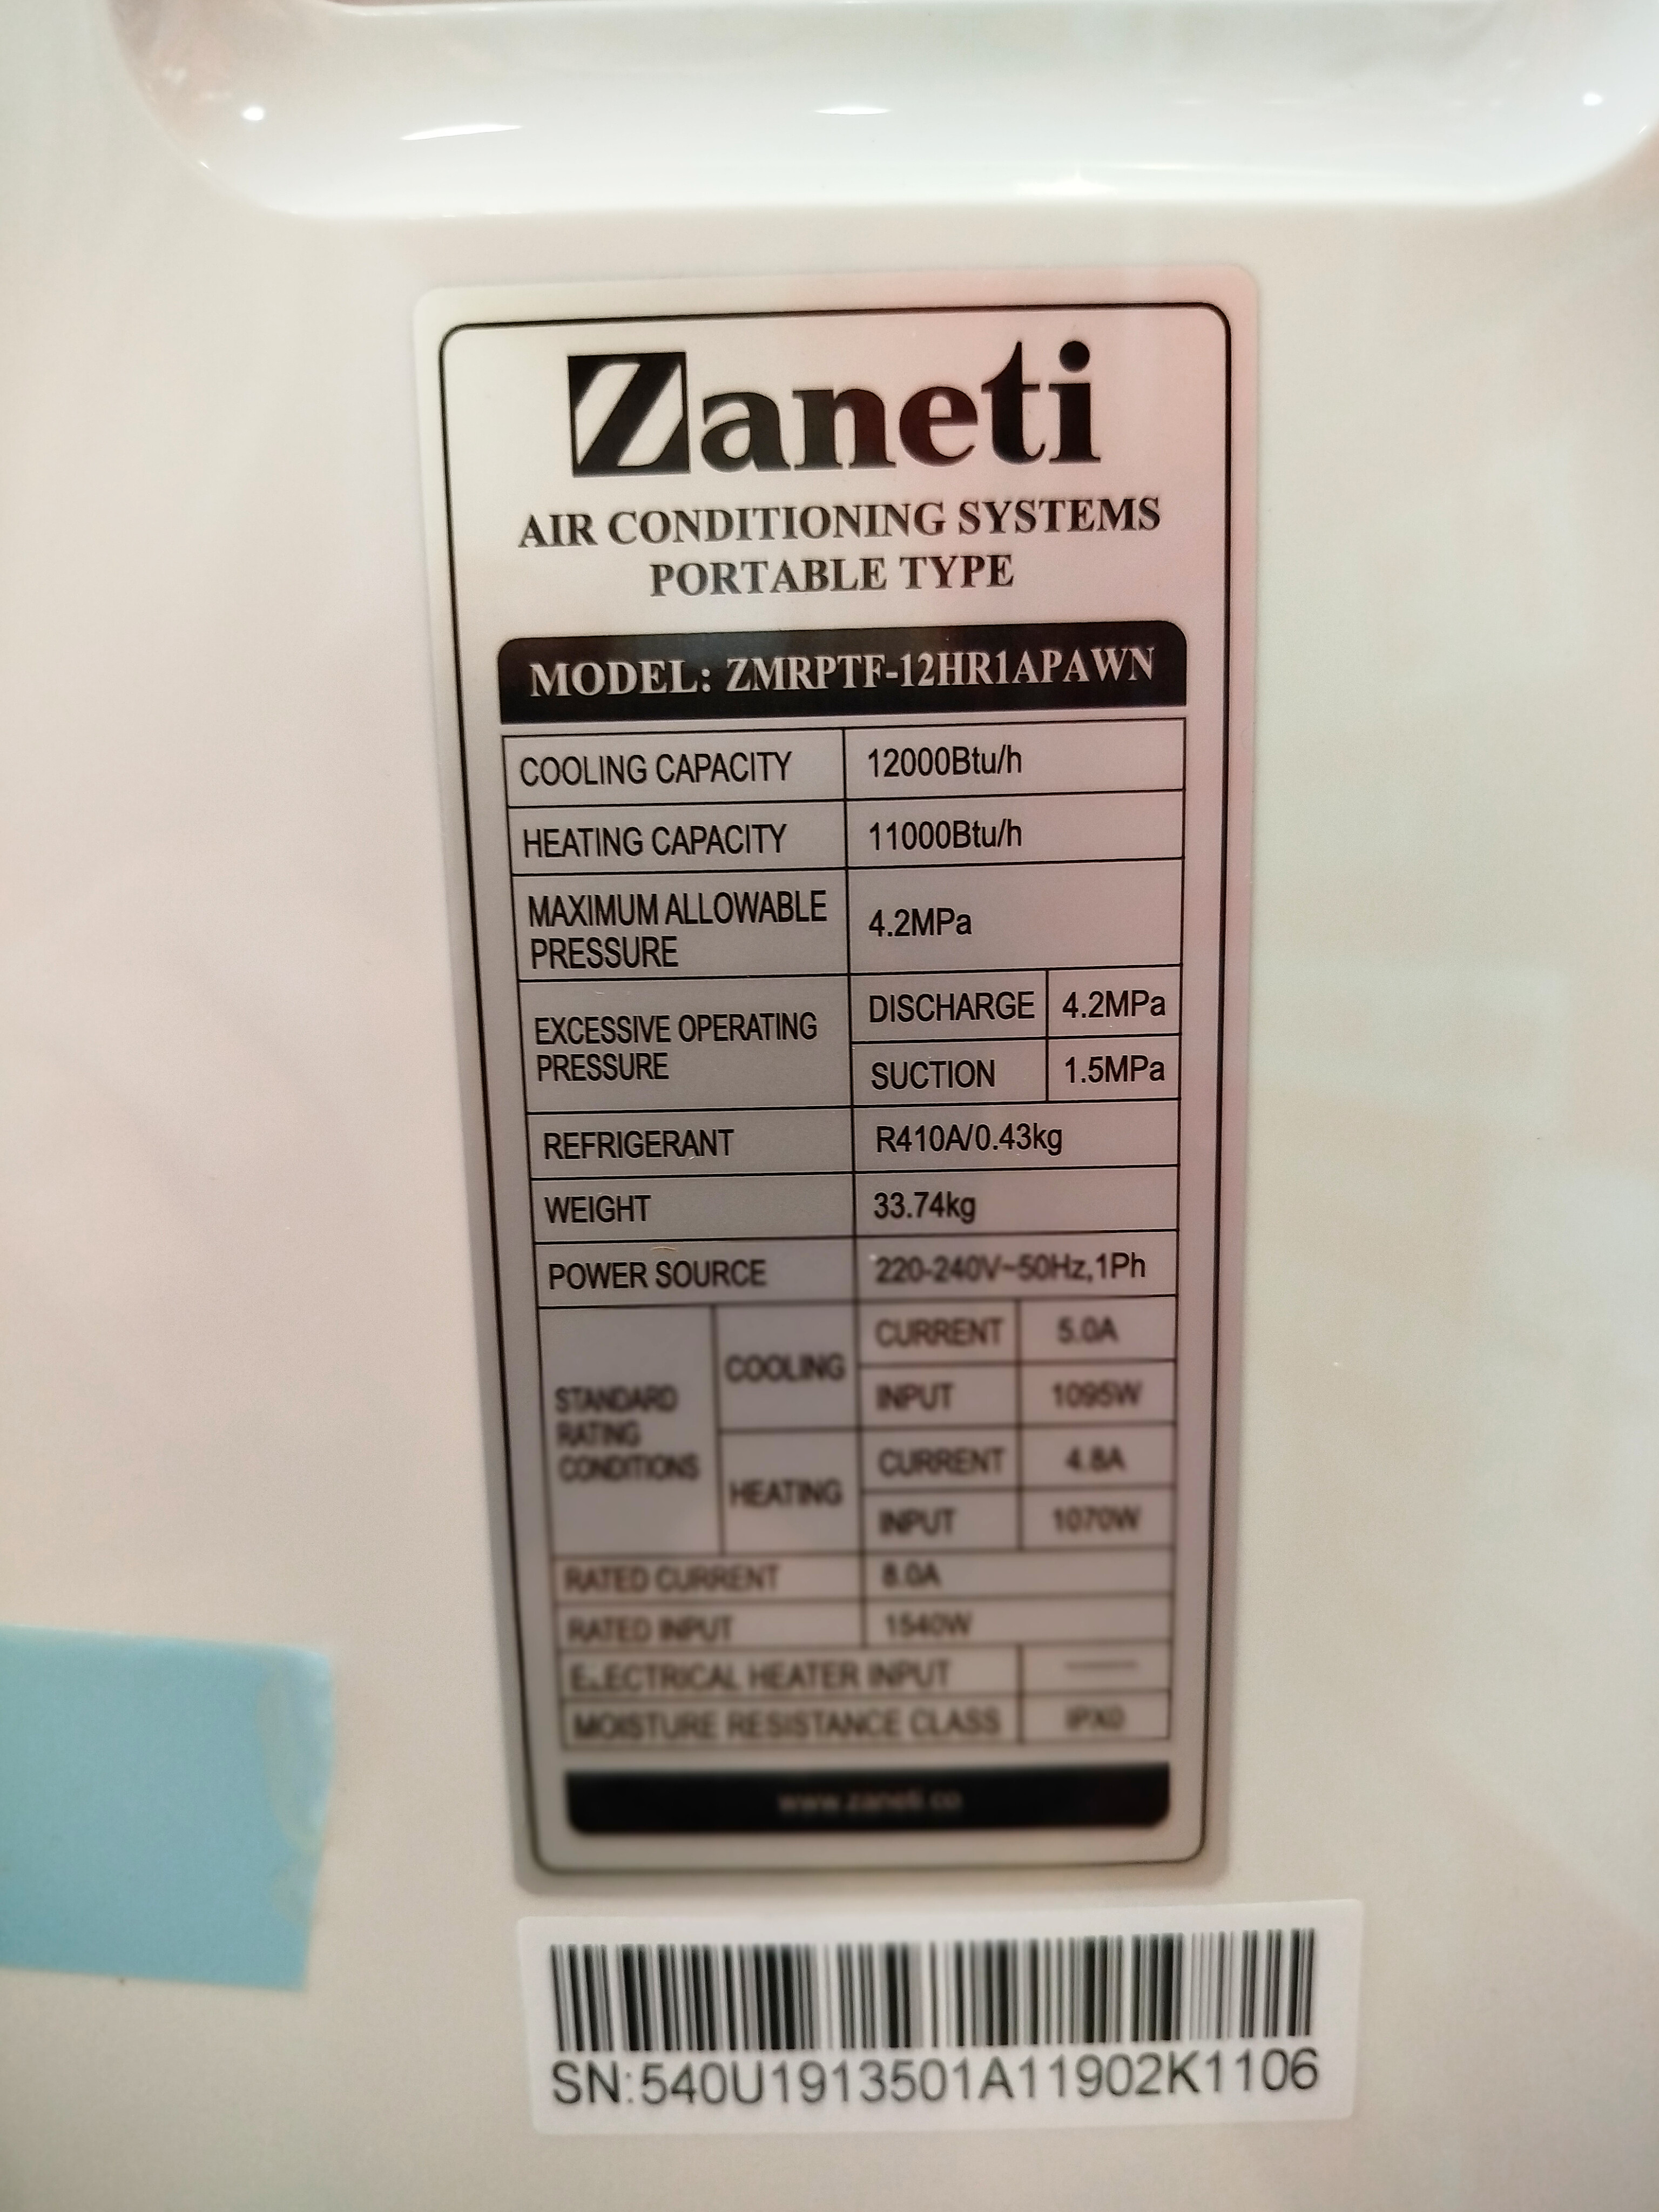 Zaneti
AIR CONDITIONING SYSTEMS
PORTABLE TYPE
MODEL: ZMRPTF-12HR1APAWN
COOLING CAPACITY 12000Btu/h
HEATING CAPACITY 11000Btu/h
MAXIMUM ALLOWABLE
PRESSURE 4.2MPa
EXCESSIVE OPERATING
PRESSURE
DISCHARGE 4.2MPa
SUCTION 1.5MPa
REFRIGERANT R410A/0.43kg
WEIGHT 33.74kg
POWER SOURCE 220-240V~50Hz,1Ph
STANDARD
RATING
CONDITIONS
COOLING
CURRENT 5.0A
INPUT 1095W
HEATING
CURRENT 4.8A
INPUT 1070W
RATED CURRENT 8.0A
RATED INPUT 1540W
ELECTRICAL HEATER INPUT ——
MOISTURE RESISTANCE CLASS IPX0
www.zaneti.co
SN:540U1913501A11902K1106